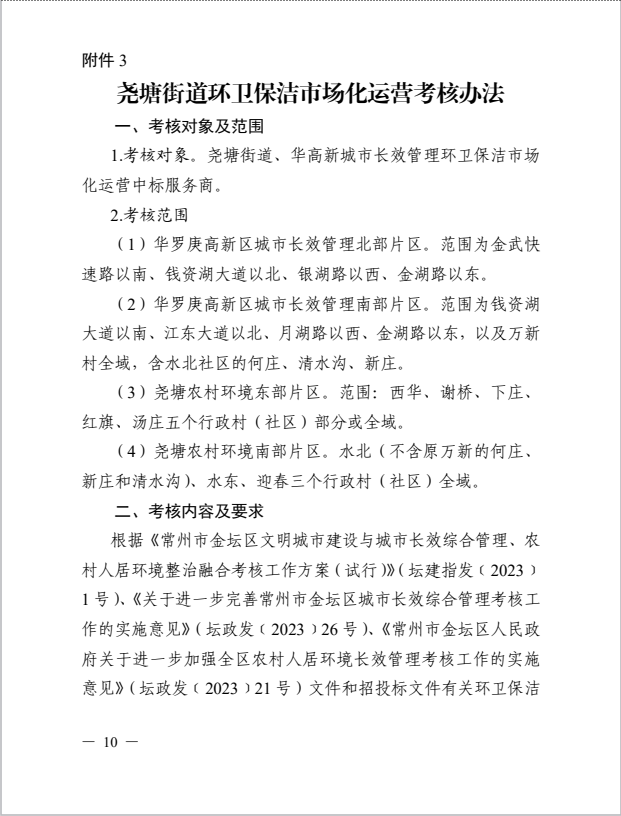 附件 3
尧塘街道环卫保洁市场化运营考核办法
一、考核对象及范围
1.考核对象。尧塘街道、华高新城市长效管理环卫保洁市场
化运营中标服务商。
2.考核范围
（1）华罗庚高新区城市长效管理北部片区。范围为金武快
速路以南、钱资湖大道以北、银湖路以西、金湖路以东。
（2）华罗庚高新区城市长效管理南部片区。范围为钱资湖
大道以南、江东大道以北、月湖路以西、金湖路以东，以及万新
村全域，含水北社区的何庄、清水沟、新庄。
（3）尧塘农村环境东部片区。范围：西华、谢桥、下庄、
红旗、汤庄五个行政村（社区）部分或全域。
（4）尧塘农村环境南部片区。水北（不含原万新的何庄、
新庄和清水沟）、水东、迎春三个行政村（社区）全域。
二、考核内容及要求
根据《常州市金坛区文明城市建设与城市长效综合管理、农
村人居环境整治融合考核工作方案（试行）》（坛建指发﹝2023﹞
1 号）、《关于进一步完善常州市金坛区城市长效综合管理考核工
作的实施意见》（坛政发﹝2023﹞26 号）、《常州市金坛区人民政
府关于进一步加强全区农村人居环境长效管理考核工作的实施
意见》（坛政发﹝2023﹞21 号）文件和招投标文件有关环卫保洁
— 10 —